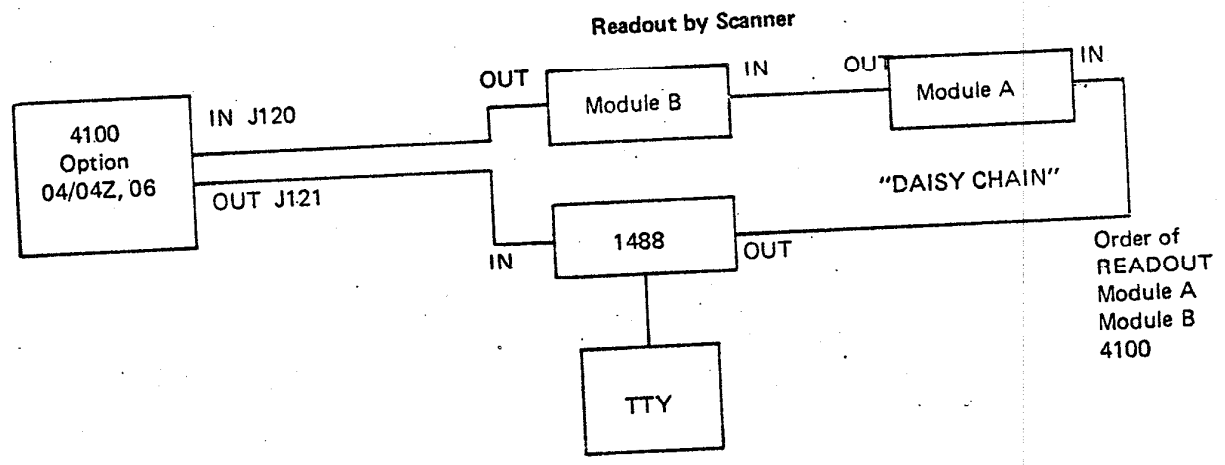 Readout by Scanner
OUT
Module B
IN
OUT
Module A
IN
4100
Option
04/04Z, 06
IN J120
OUT J121
"DAISY CHAIN"
IN
1488
OUT
Order of
READOUT
Module A
Module B
4100
TTY